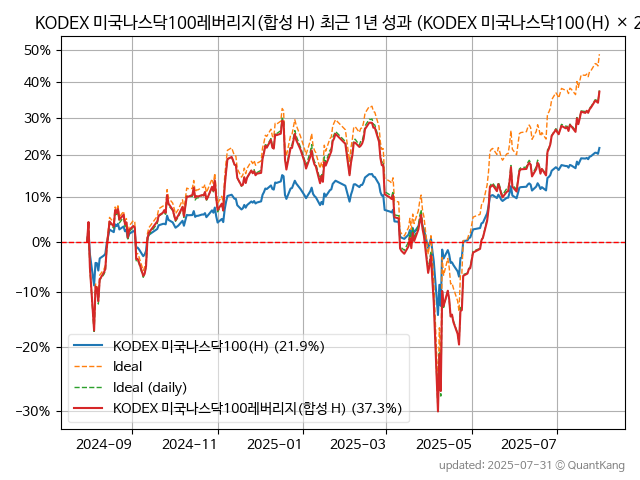 KODEX 미국나스닥100레버리지(합성 H) 최근 1년 성과 (KODEX 미국나스닥100(H) × 2
50%
40%
30%
20%
10%
0%
−10%
−20%
−30%
KODEX 미국나스닥100(H) (21.9%)
Ideal
Ideal (daily)
KODEX 미국나스닥100레버리지(합성 H) (37.3%)
2024-09 2024-11 2025-01 2025-03 2025-05 2025-07
updated: 2025-07-31 © QuantKang